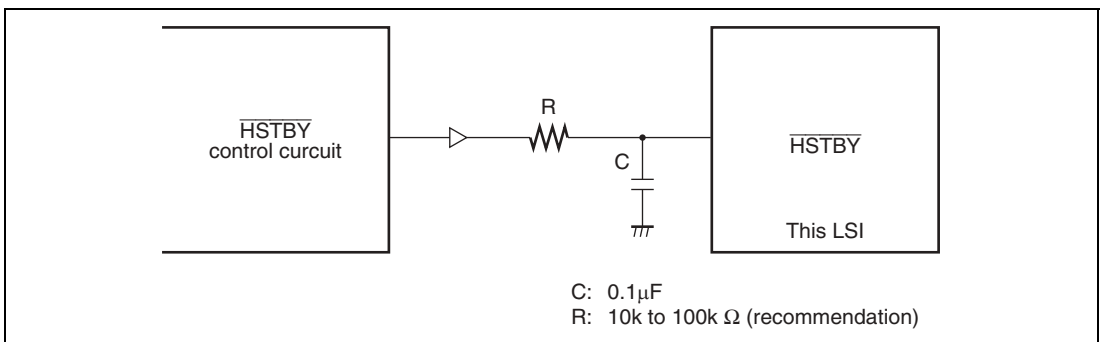 HSTBY
control curcuit
R
C
HSTBY
This LSI
C: 0.1μF
R: 10k to 100k Ω (recommendation)